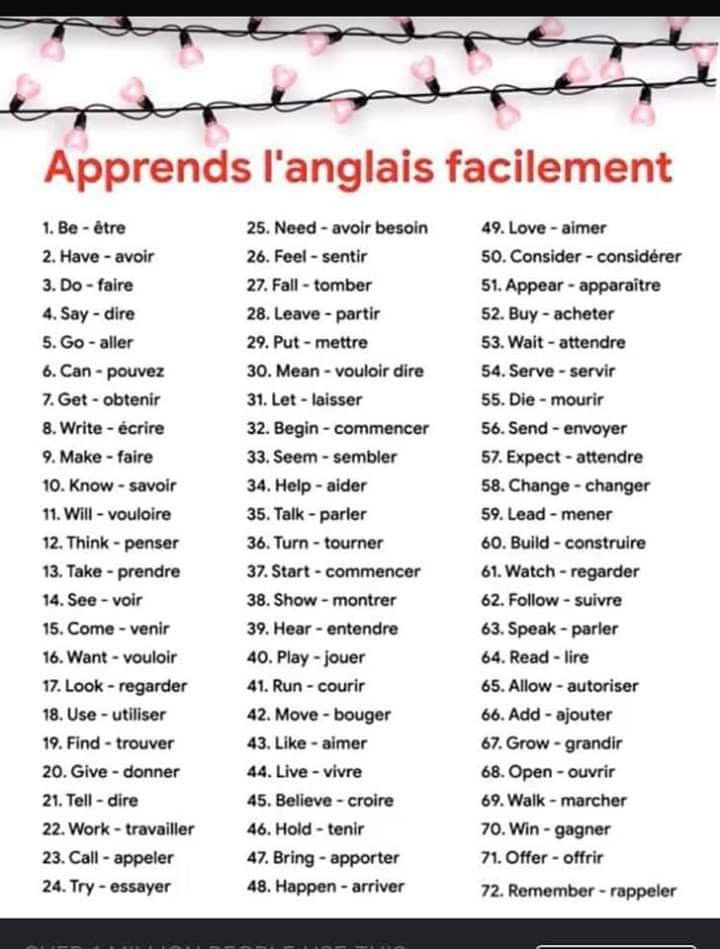 Apprends l'anglais facilement
1. Be - être
2. Have - avoir
3. Do - faire
4. Say - dire
5. Go - aller
6. Can - pouvez
7. Get - obtenir
8. Write - écrire
9. Make - faire
10. Know - savoir
11. Will - vouloire
12. Think - penser
13. Take - prendre
14. See - voir
15. Come - venir
16. Want - vouloir
17. Look - regarder
18. Use - utiliser
19. Find - trouver
20. Give - donner
21. Tell - dire
22. Work - travailler
23. Call - appeler
24. Try - essayer
25. Need - avoir besoin
26. Feel - sentir
27. Fall - tomber
28. Leave - partir
29. Put - mettre
30. Mean - vouloir dire
31. Let - laisser
32. Begin - commencer
33. Seem - sembler
34. Help - aider
35. Talk - parler
36. Turn - tourner
37. Start - commencer
38. Show - montrer
39. Hear - entendre
40. Play - jouer
41. Run - courir
42. Move - bouger
43. Like - aimer
44. Live - vivre
45. Believe - croire
46. Hold - tenir
47. Bring - apporter
48. Happen - arriver
49. Love - aimer
50. Consider - considérer
51. Appear - apparaître
52. Buy - acheter
53. Wait - attendre
54. Serve - servir
55. Die - mourir
56. Send - envoyer
57. Expect - attendre
58. Change - changer
59. Lead - mener
60. Build - construire
61. Watch - regarder
62. Follow - suivre
63. Speak - parler
64. Read - lire
65. Allow - autoriser
66. Add - ajouter
67. Grow - grandir
68. Open - ouvrir
69. Walk - marcher
70. Win - gagner
71. Offer - offrir
72. Remember - rappeler